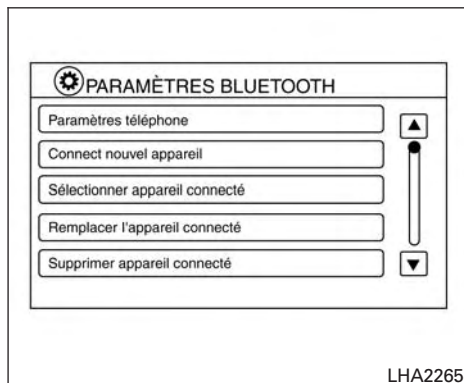 PARAMÈTRES BLUETOOTH
Paramètres téléphone
Connect nouvel appareil
Sélectionner appareil connecté
Remplacer l'appareil connecté
Supprimer appareil connecté
LHA2265